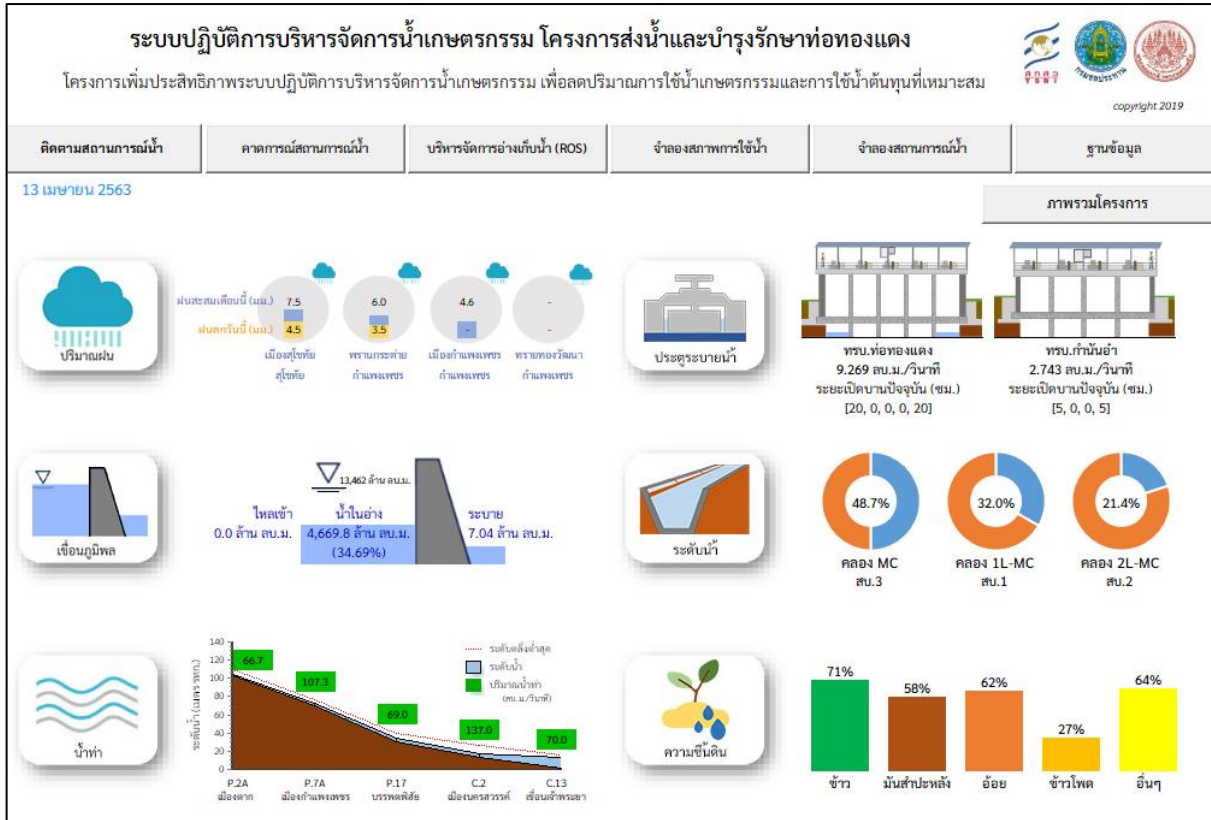 ระบบปฏิบัติการบริหารจัดการน้ำเกษตรกรรม โครงการส่งน้ำและบำรุงรักษาท่อทองแดง
โครงการเพิ่มประสิทธิภาพระบบปฏิบัติการบริหารจัดการน้ำเกษตรกรรม เพื่อลดปริมาณการใช้น้ำเกษตรกรรมและการใช้น้ำต้นทุนที่เหมาะสม
สกสว
TSRI
กรมชลประทาน
copyright 2019
ติดตามสถานการณ์น้ำ
คาดการณ์สถานการณ์น้ำ
บริหารจัดการอ่างเก็บน้ำ (ROS)
จำลองสภาพการใช้น้ำ
จำลองสถานการณ์น้ำ
ฐานข้อมูล
13 เมษายน 2563
ภาพรวมโครงการ
ปริมาณฝน
ฝนสะสมเดือนนี้ (มม.) 7.5 6.0 4.6 -
ฝนตกวันนี้ (มม.) 4.5 3.5 - -
เมืองสุโขทัย พรานกระต่าย เมืองกำแพงเพชร ทรายทองวัฒนา
สุโขทัย กำแพงเพชร กำแพงเพชร กำแพงเพชร
ประตูระบายน้ำ
ทรบ.ท่อทองแดง
9.269 ลบ.ม./วินาที
ระยะเปิดบานปัจจุบัน (ซม.)
[20, 0, 0, 0, 20]
ทรบ.กำนันอำ
2.743 ลบ.ม./วินาที
ระยะเปิดบานปัจจุบัน (ซม.)
[5, 0, 0, 5]
เขื่อนภูมิพล
13,462 ล้าน ลบ.ม.
ไหลเข้า น้ำในอ่าง ระบาย
0.0 ล้าน ลบ.ม. 4,669.8 ล้าน ลบ.ม. 7.04 ล้าน ลบ.ม.
(34.69%)
ระดับน้ำ
48.7% 32.0% 21.4%
คลอง MC คลอง 1L-MC คลอง 2L-MC
สบ.3 สบ.1 สบ.2
น้ำท่า
ระดับน้ำ (เมตร รทก.)
140
120
100
80
60
40
20
0
66.7
107.3
69.0
137.0
70.0
ระดับตลิ่งต่ำสุด
ระดับน้ำ
ปริมาณน้ำท่า
(ลบ.ม./วินาที)
P.2A P.7A P.17 C.2 C.13
เมืองตาก เมืองกำแพงเพชร บรรพตพิสัย เมืองนครสวรรค์ เขื่อนเจ้าพระยา
ความชื้นดิน
71% 58% 62% 27% 64%
ข้าว มันสำปะหลัง อ้อย ข้าวโพด อื่นๆ